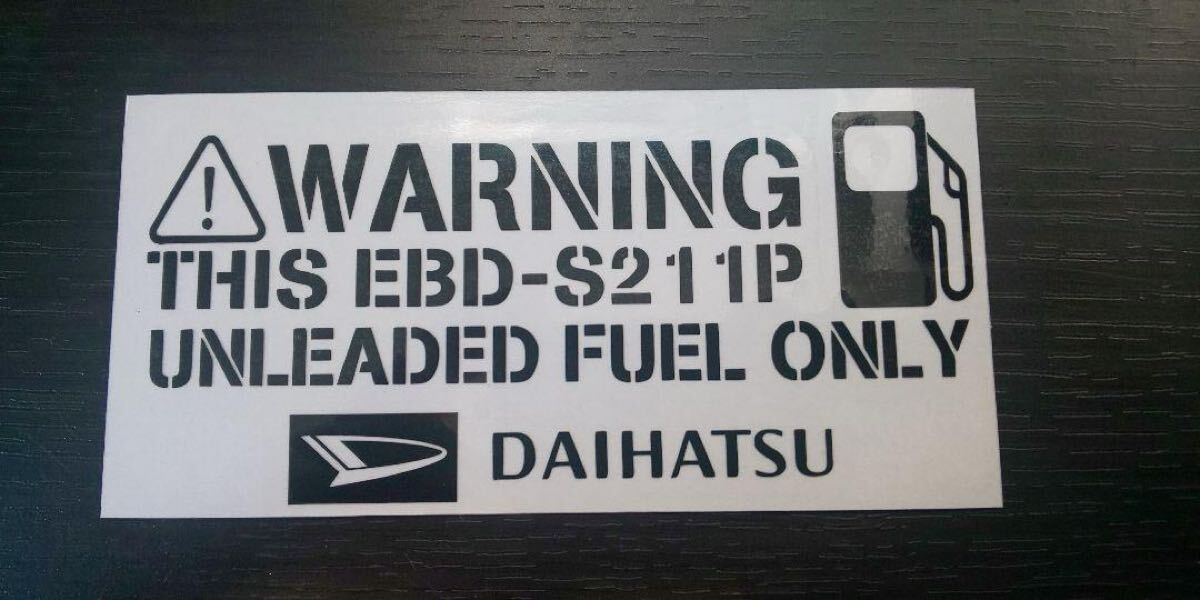 WARNING
THIS EBD-S211P
UNLEADED FUEL ONLY
DAIHATSU